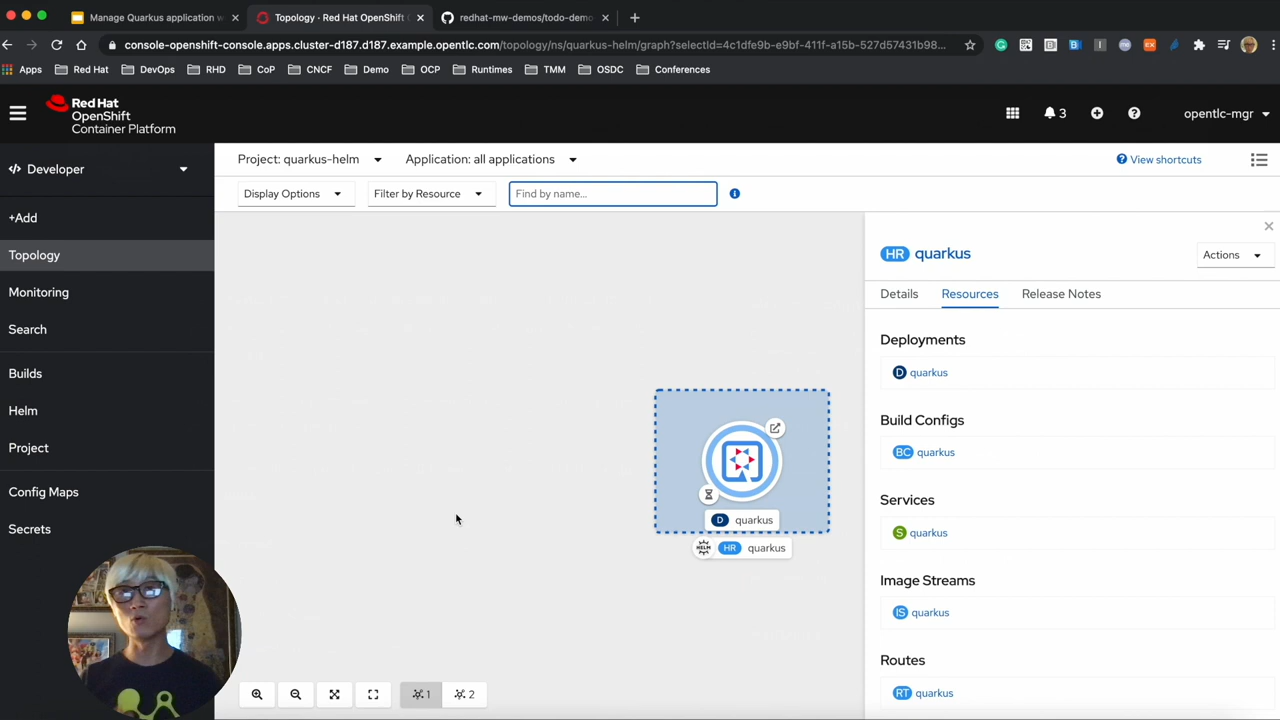 Manage Quarkus application w
Topology · Red Hat OpenShift
redhat-mw-demos/todo-demo
console-openshift-console.apps.cluster-d187.d187.example.opentlc.com/topology/ns/quarkus-helm/graph?selectId=4c1dfe9b-e9bf-411f-a15b-527d57431b98...
Apps
Red Hat
DevOps
RHD
CoP
CNCF
Demo
OCP
Runtimes
TMM
OSDC
Conferences
Red Hat
OpenShift
Container Platform
3
opentlc-mgr
Developer
Project: quarkus-helm
Application: all applications
View shortcuts
Display Options
Filter by Resource
Find by name...
+Add
Topology
Monitoring
Search
Builds
Helm
Project
Config Maps
Secrets
D quarkus
HELM HR quarkus
1
2
HR quarkus
Actions
Details
Resources
Release Notes
Deployments
D quarkus
Build Configs
BC quarkus
Services
S quarkus
Image Streams
IS quarkus
Routes
RT quarkus